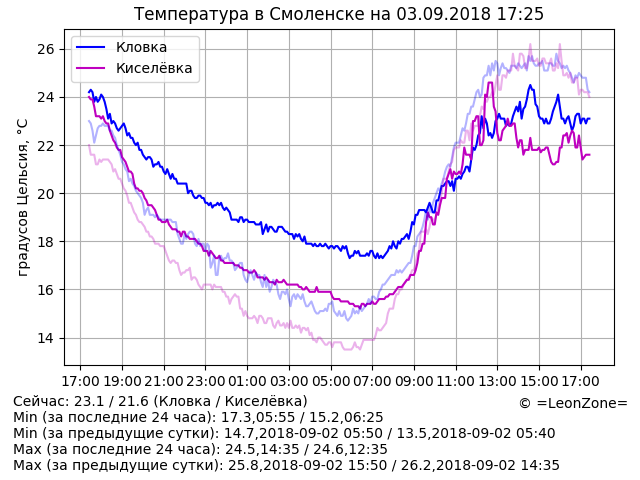 Температура в Смоленске на 03.09.2018 17:25
Кловка
Киселёвка
градусов Цельсия, °C
26
24
22
20
18
16
14
17:00 19:00 21:00 23:00 01:00 03:00 05:00 07:00 09:00 11:00 13:00 15:00 17:00
Сейчас: 23.1 / 21.6 (Кловка / Киселёвка)
© =LeonZone=
Min (за последние 24 часа): 17.3,05:55 / 15.2,06:25
Min (за предыдущие сутки): 14.7,2018-09-02 05:50 / 13.5,2018-09-02 05:40
Max (за последние 24 часа): 24.5,14:35 / 24.6,12:35
Max (за предыдущие сутки): 25.8,2018-09-02 15:50 / 26.2,2018-09-02 14:35